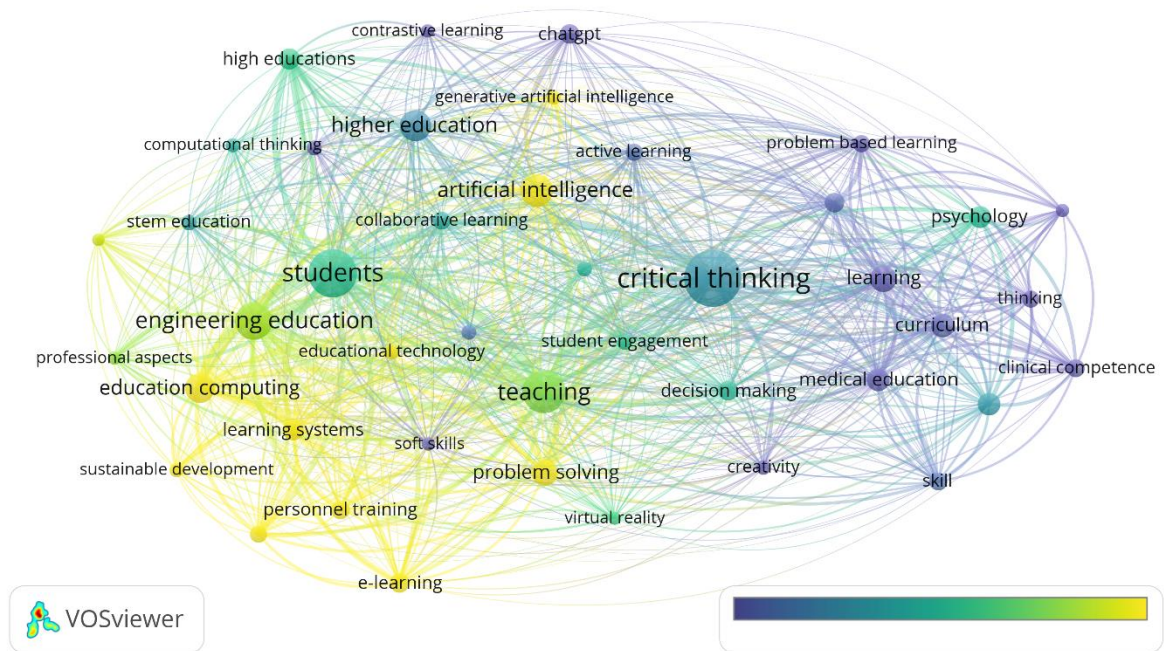 contrastive learning
chatgpt
high educations
generative artificial intelligence
higher education
computational thinking
active learning
problem based learning
artificial intelligence
stem education
collaborative learning
psychology
students
critical thinking
learning
thinking
engineering education
curriculum
educational technology
student engagement
professional aspects
clinical competence
education computing
teaching
decision making
medical education
learning systems
soft skills
sustainable development
problem solving
creativity
skill
personnel training
virtual reality
e-learning
VOSviewer